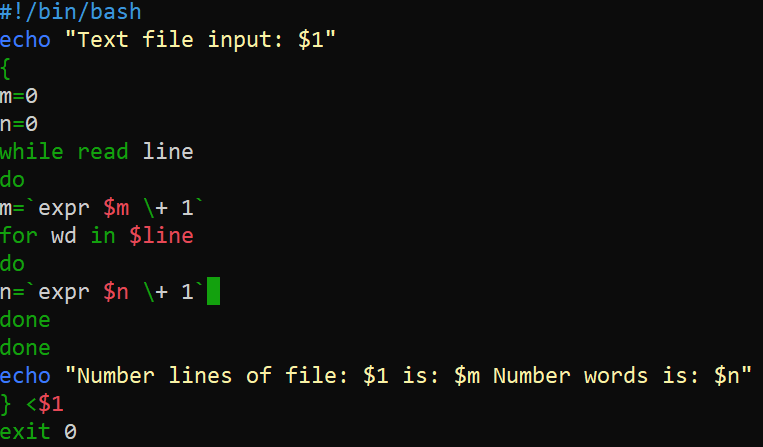 #!/bin/bash
echo "Text file input: $1"
{
m=0
n=0
while read line
do
m=`expr $m \+ 1`
for wd in $line
do
n=`expr $n \+ 1`
done
done
echo "Number lines of file: $1 is: $m Number words is: $n"
} <$1
exit 0